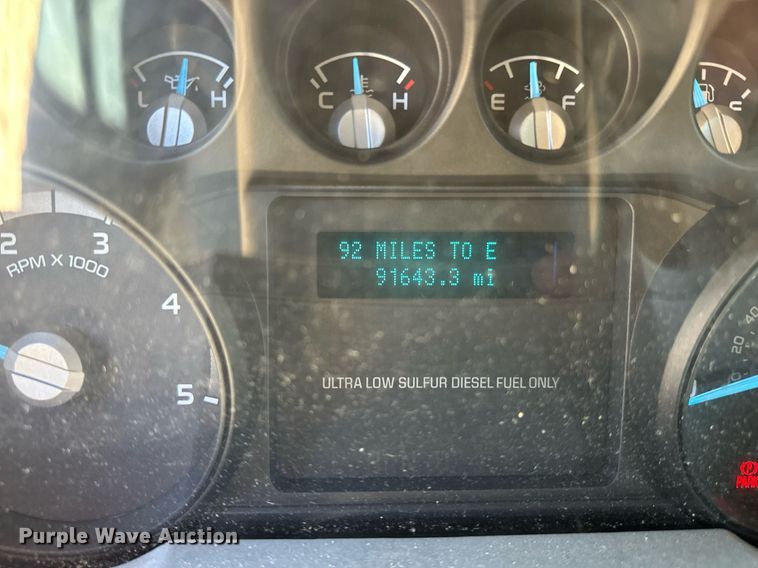 L H
C H
E F
92 MILES TO E
91643.3 mi
2 3
RPM X 1000
4
5
ULTRA LOW SULFUR DIESEL FUEL ONLY
20 40
PARK
Purple Wave Auction